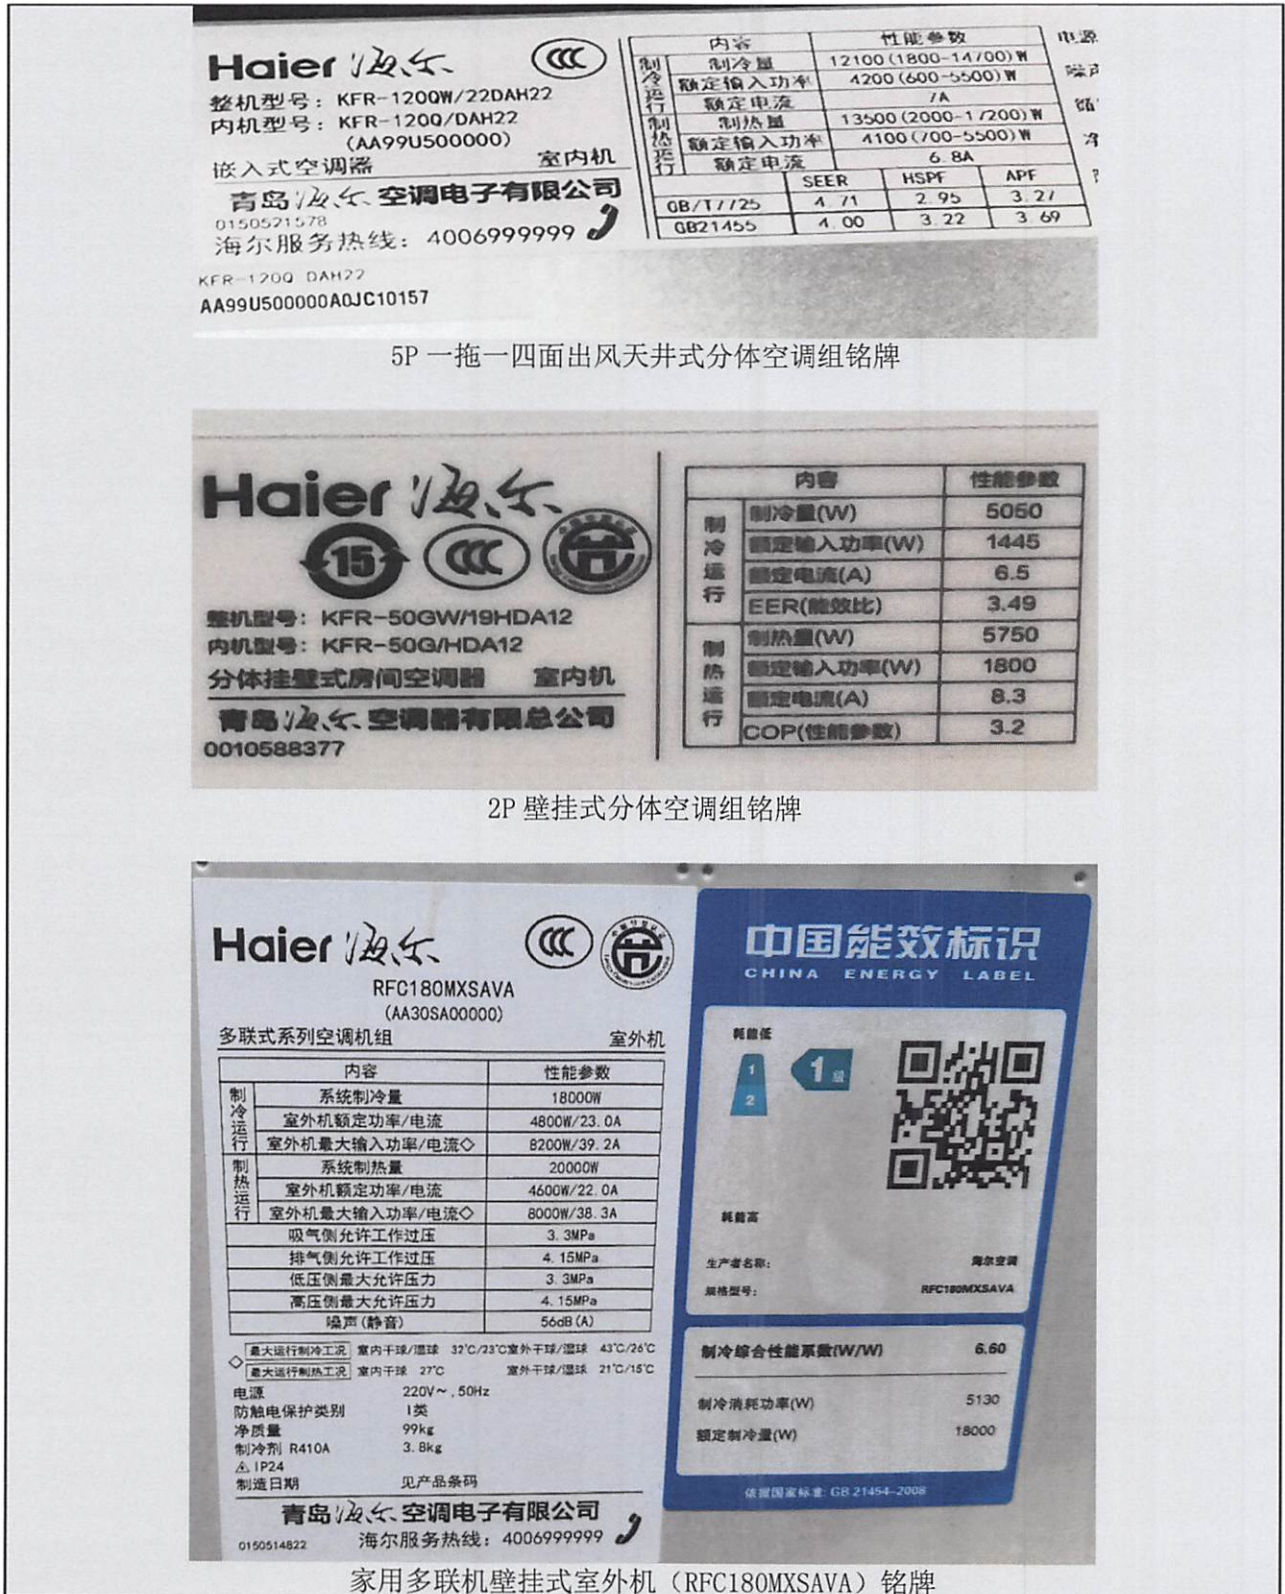 Haier 海尔
CCC
整机型号：KFR-120QW/22DAH22
内机型号：KFR-120Q/DAH22
(AA99U500000)
嵌入式空调器 室内机
青岛海尔空调电子有限公司
0150521578
海尔服务热线：4006999999
KFR-120Q DAH22
AA99U500000A0JC10157
内容 性能参数
制冷运行 制冷量 12100(1800-14700)W
额定输入功率 4200(600-5500)W
额定电流 7A
制热运行 制热量 13500(2000-17200)W
额定输入功率 4100(700-5500)W
额定电流 6.8A
SEER HSPF APF
GB/T7725 4.71 2.95 3.27
GB21455 4.00 3.22 3.69
电源
噪声
5P 一拖一四面出风天井式分体空调组铭牌
Haier 海尔
15 CCC
整机型号：KFR-50GW/19HDA12
内机型号：KFR-50G/HDA12
分体挂壁式房间空调器 室内机
青岛海尔空调器有限总公司
0010588377
内容 性能参数
制冷运行 制冷量(W) 5050
额定输入功率(W) 1445
额定电流(A) 6.5
EER(能效比) 3.49
制热运行 制热量(W) 5750
额定输入功率(W) 1800
额定电流(A) 8.3
COP(性能参数) 3.2
2P 壁挂式分体空调组铭牌
Haier 海尔 CCC
RFC180MXSAVA
(AA30SA00000)
多联式系列空调机组 室外机
内容 性能参数
制冷运行 系统制冷量 18000W
室外机额定功率/电流 4800W/23.0A
室外机最大输入功率/电流◇ 8200W/39.2A
制热运行 系统制热量 20000W
室外机额定功率/电流 4600W/22.0A
室外机最大输入功率/电流◇ 8000W/38.3A
吸气侧允许工作过压 3.3MPa
排气侧允许工作过压 4.15MPa
低压侧最大允许压力 3.3MPa
高压侧最大允许压力 4.15MPa
噪声(静音) 56dB(A)
◇ 最大运行制冷工况 室内干球/湿球 32℃/23℃室外干球/湿球 43℃/26℃
最大运行制热工况 室内干球 27℃ 室外干球/湿球 21℃/15℃
电源 220V～,50Hz
防触电保护类别 I类
净质量 99kg
制冷剂 R410A 3.8kg
IP24
制造日期 见产品条码
青岛海尔空调电子有限公司
0150514822 海尔服务热线：4006999999
中国能效标识
CHINA ENERGY LABEL
耗能低
1
2
1级
耗能高
生产者名称： 海尔空调
规格型号： RFC180MXSAVA
制冷综合性能系数(W/W) 6.60
制冷消耗功率(W) 5130
额定制冷量(W) 18000
依据国家标准：GB 21454-2008
家用多联机壁挂式室外机（RFC180MXSAVA）铭牌